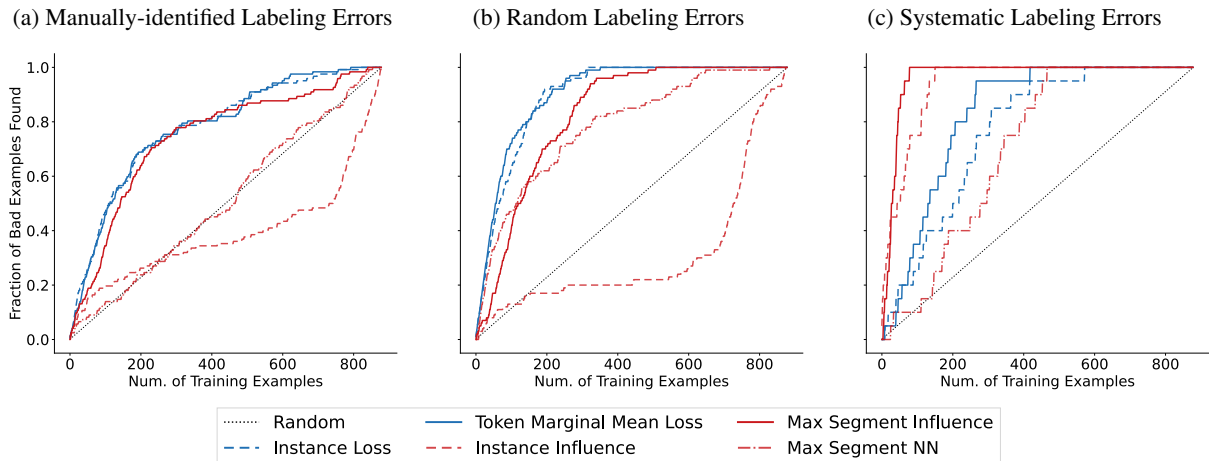 (a) Manually-identified Labeling Errors
(b) Random Labeling Errors
(c) Systematic Labeling Errors
Fraction of Bad Examples Found
1.0
0.8
0.6
0.4
0.2
0.0
0 200 400 600 800
Num. of Training Examples
0 200 400 600 800
Num. of Training Examples
0 200 400 600 800
Num. of Training Examples
Random
Instance Loss
Token Marginal Mean Loss
Instance Influence
Max Segment Influence
Max Segment NN